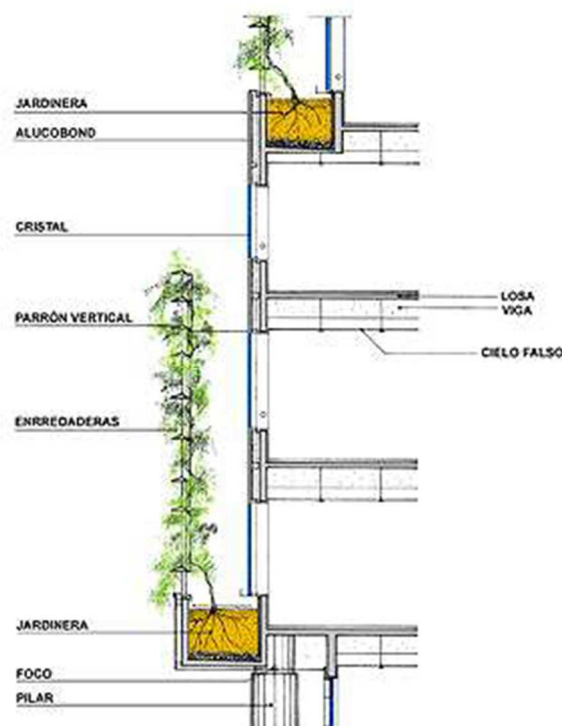 JARDINERA
ALUCOBOND
CRISTAL
LOSA
VIGA
PARRÓN VERTICAL
CIELO FALSO
ENRREDADERAS
JARDINERA
FOCO
PILAR